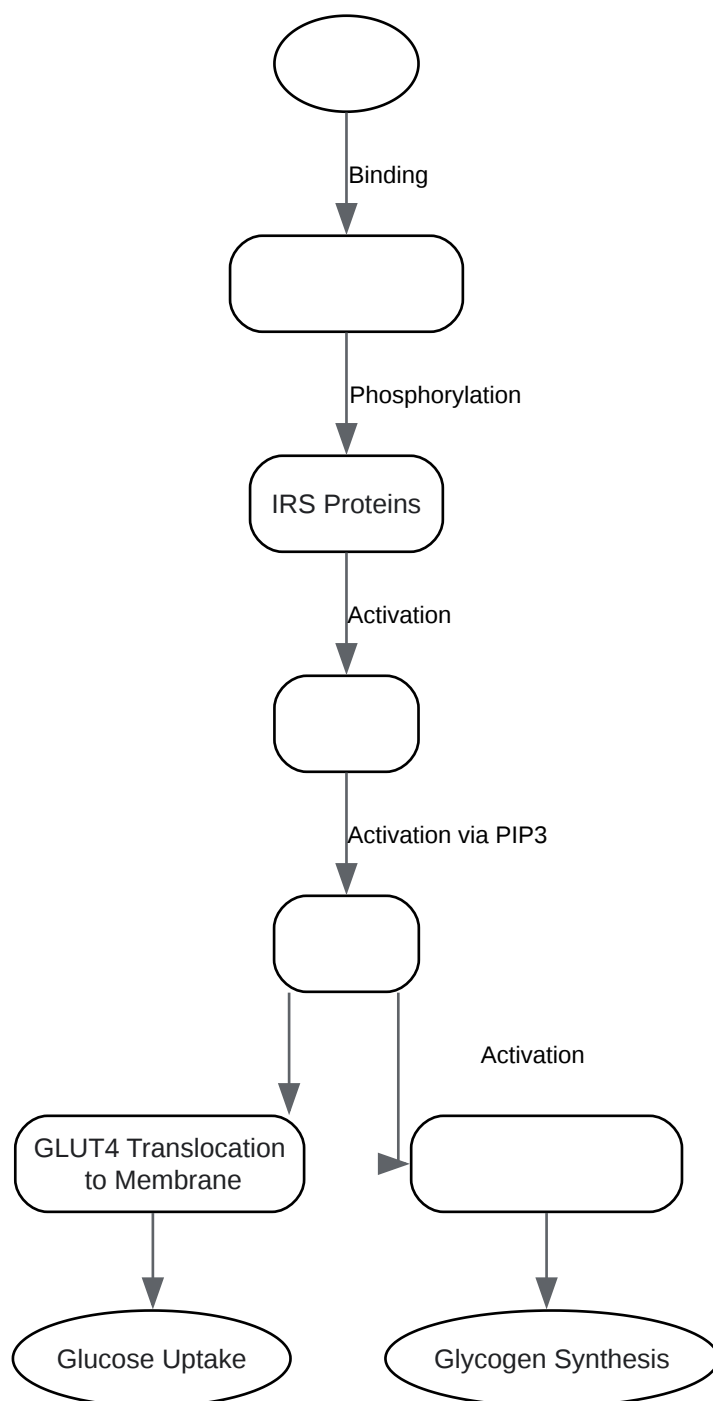 Binding
Phosphorylation
IRS Proteins
Activation
Activation via PIP3
Activation
GLUT4 Translocation
to Membrane
Glucose Uptake
Glycogen Synthesis